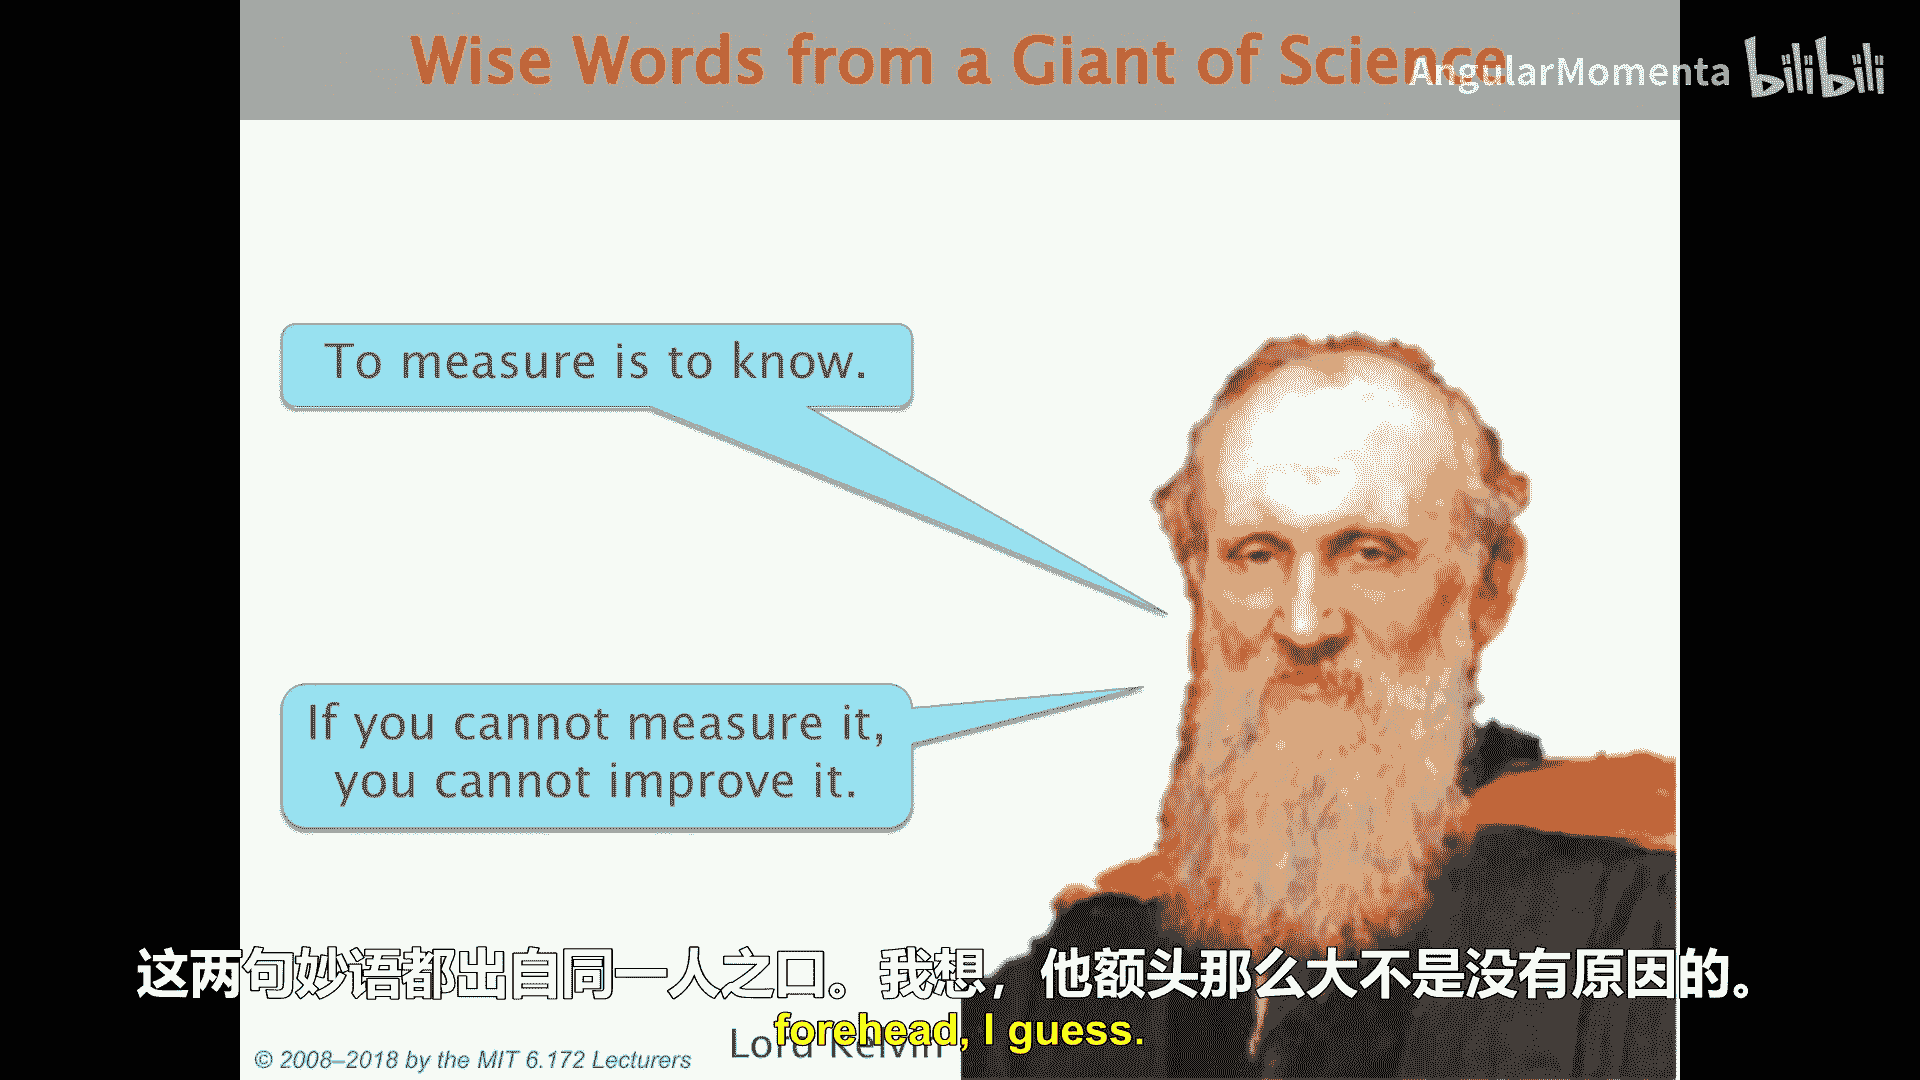 Wise Words from a Giant of Science
AngularMomenta bilibili
To measure is to know.
If you cannot measure it,
you cannot improve it.
这两句妙语都出自同一人之口。我想，他额头那么大不是没有原因的。
forehead, I guess.
Lord Kelvin
© 2008–2018 by the MIT 6.172 Lecturers